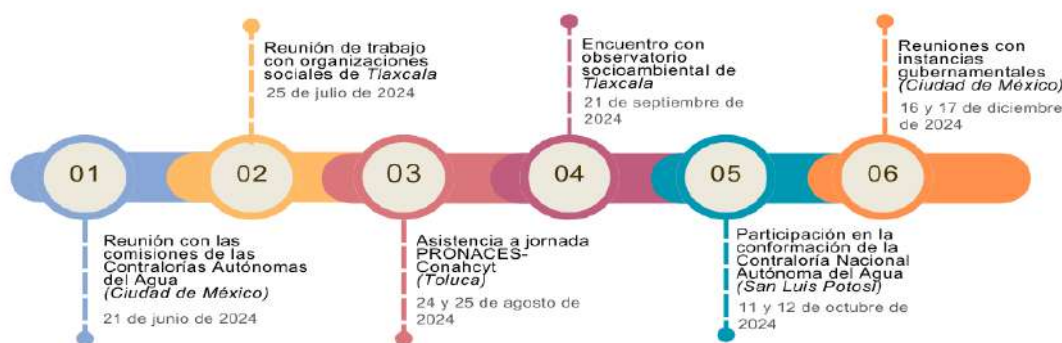 01
Reunión con las
comisiones de las
Contralorías Autónomas
del Agua
(Ciudad de México)
21 de junio de 2024
02
Reunión de trabajo
con organizaciones
sociales de Tlaxcala
25 de julio de 2024
03
Asistencia a jornada
PRONACES-
Conahcyt
(Toluca)
24 y 25 de agosto de
2024
04
Encuentro con
observatorio
socioambiental de
Tlaxcala
21 de septiembre de
2024
05
Participación en la
conformación de la
Contraloría Nacional
Autónoma del Agua
(San Luis Potosí)
11 y 12 de octubre de
2024
06
Reuniones con
instancias
gubernamentales
(Ciudad de México)
16 y 17 de diciembre
de 2024